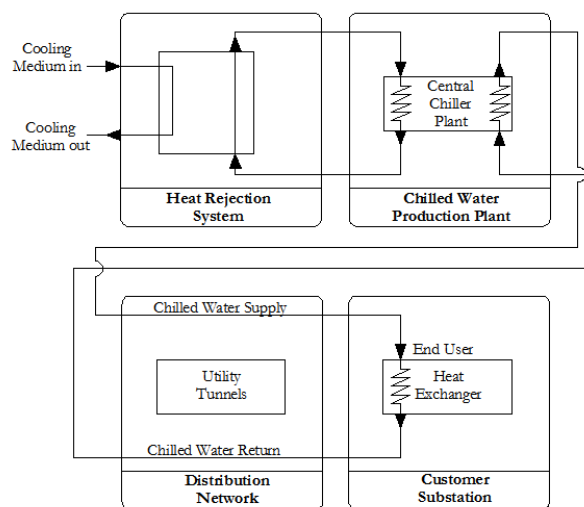 Cooling
Medium in
Cooling
Medium out
Central
Chiller
Plant
Heat Rejection
System
Chilled Water
Production Plant
Chilled Water Supply
End User
Utility
Tunnels
Heat
Exchanger
Chilled Water Return
Distribution
Network
Customer
Substation